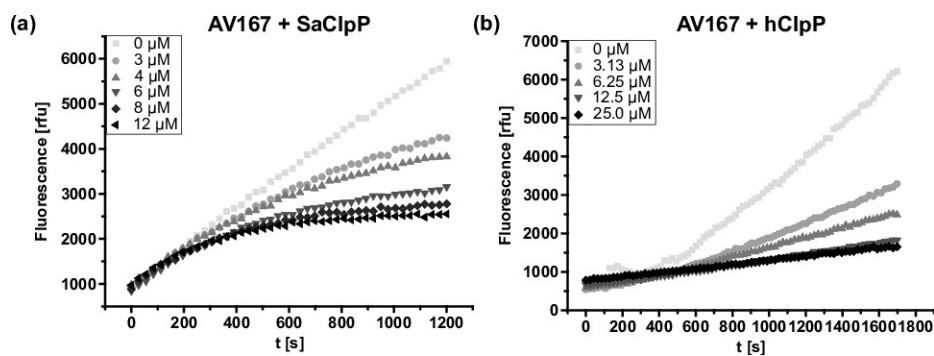 (a) AV167 + SaClpP
0 µM
3 µM
4 µM
6 µM
8 µM
12 µM
6000
5000
4000
3000
2000
1000
Fluorescence [rfu]
0 200 400 600 800 1000 1200
t [s]
(b) AV167 + hClpP
0 µM
3.13 µM
6.25 µM
12.5 µM
25.0 µM
7000
6000
5000
4000
3000
2000
1000
0
Fluorescence [rfu]
0 200 400 600 800 1000 1200 1400 1600 1800
t [s]